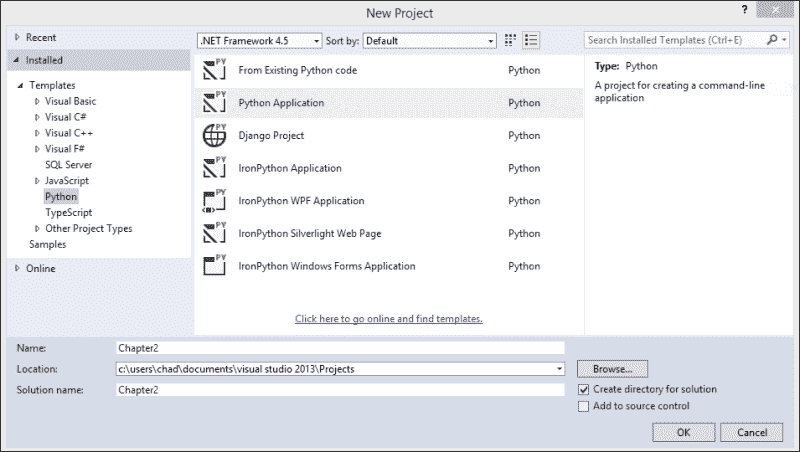 New Project
?
Recent
Installed
Templates
Visual Basic
Visual C#
Visual C++
Visual F#
SQL Server
JavaScript
Python
TypeScript
Other Project Types
Samples
Online
.NET Framework 4.5
Sort by: Default
Search Installed Templates (Ctrl+E)
PY From Existing Python code Python
PY Python Application Python
PY Django Project Python
PY IronPython Application Python
PY IronPython WPF Application Python
PY IronPython Silverlight Web Page Python
PY IronPython Windows Forms Application Python
Click here to go online and find templates.
Type: Python
A project for creating a command-line
application
Name: Chapter2
Location: c:\users\chad\documents\visual studio 2013\Projects
Solution name: Chapter2
Browse...
Create directory for solution
Add to source control
OK
Cancel